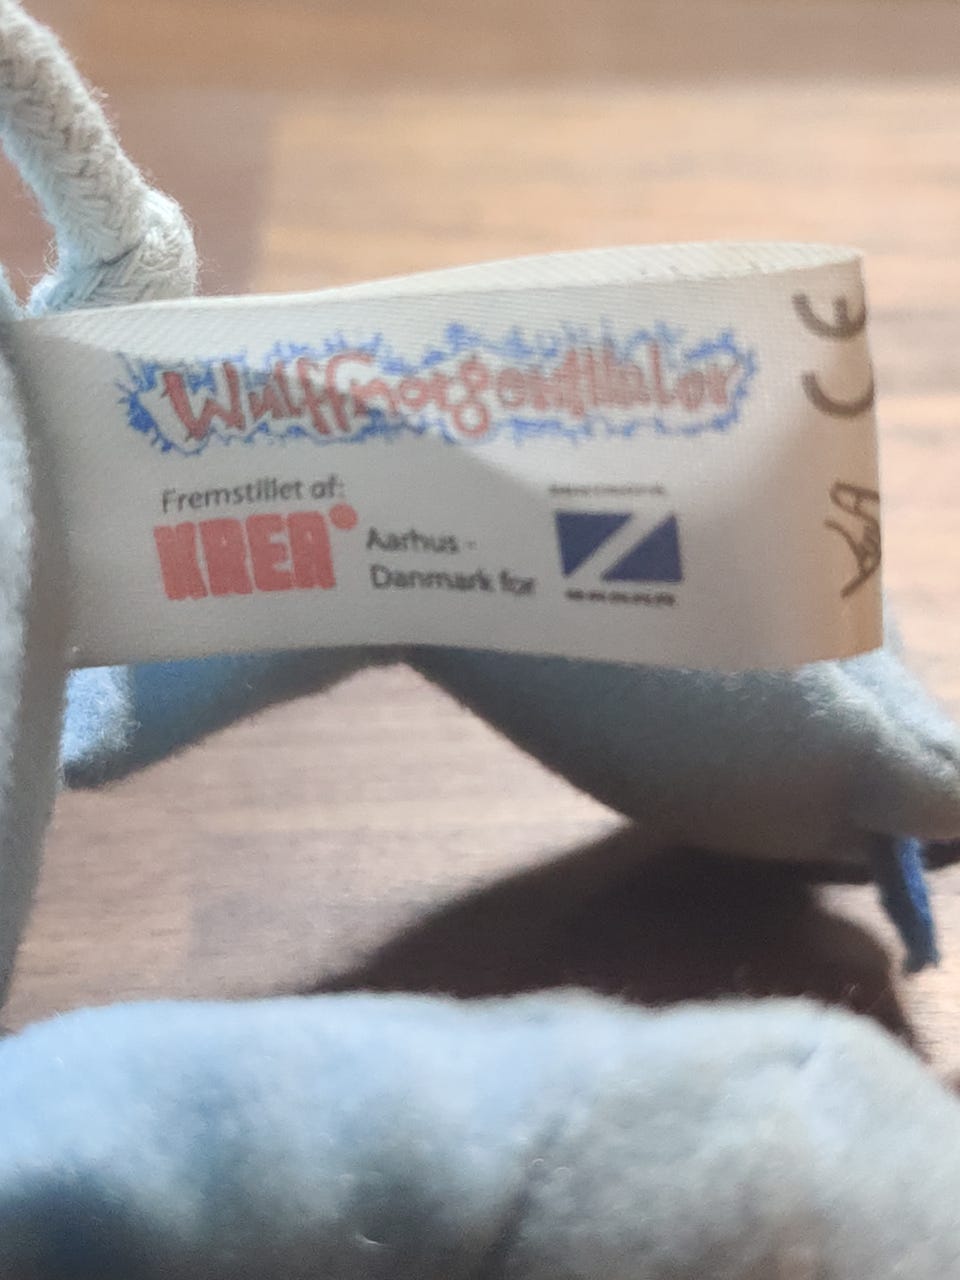 Wulffmorgenthaler
Fremstillet af:
KREA
Aarhus -
Danmark for
Z
CE